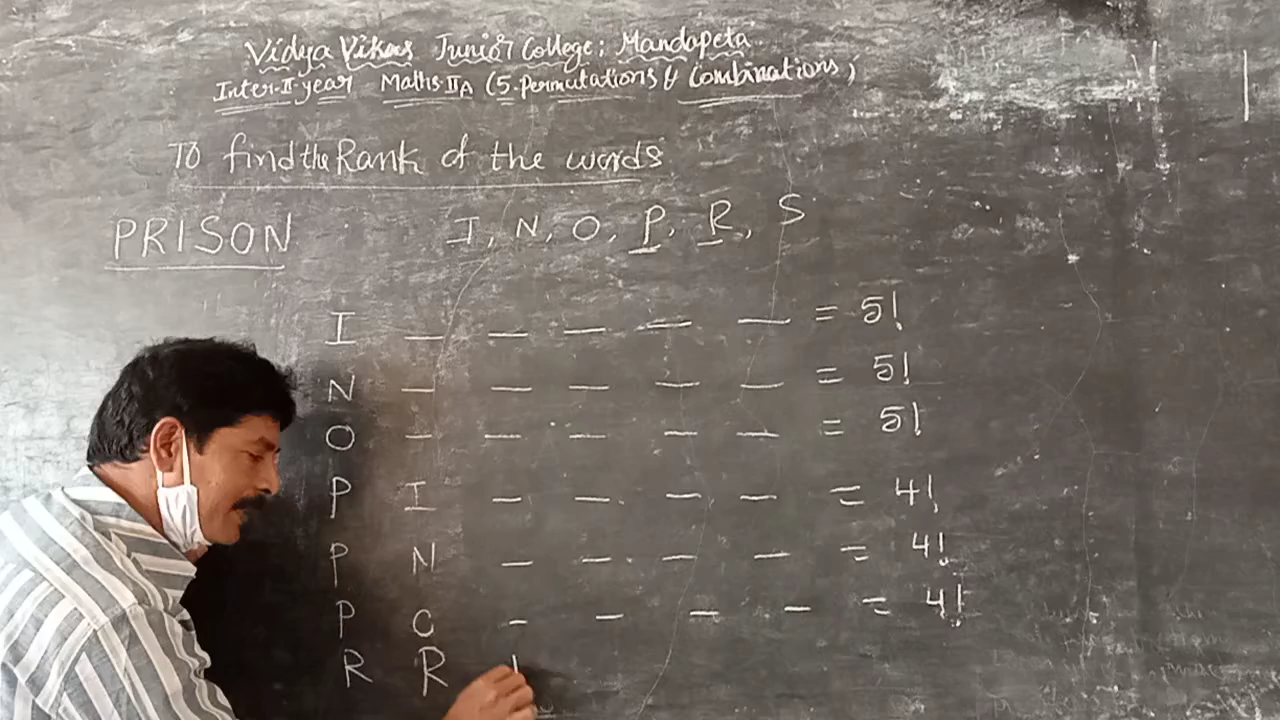 Vidya Vikas Junior College; Mandapeta
Inter-II-year Maths-IIA (5. Permutations & Combinations)
To find the Rank of the words
PRISON I, N, O, P, R, S
I _ _ _ _ _ = 5!
N _ _ _ _ _ = 5!
O _ _ _ _ _ = 5!
P I _ _ _ _ = 4!
P N _ _ _ _ = 4!
P O _ _ _ _ = 4!
R R